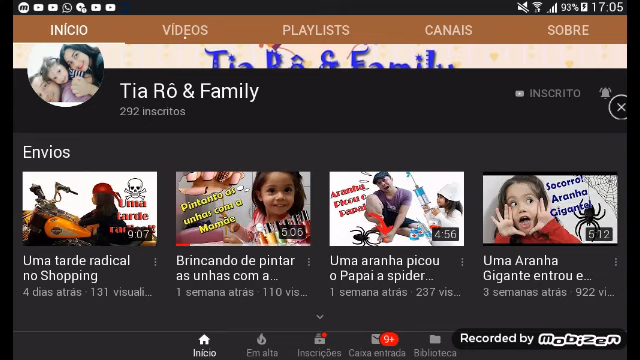 93% 17:05
INÍCIO VÍDEOS PLAYLISTS CANAIS SOBRE
Tia Rô & Family
Tia Rô & Family
292 inscritos
INSCRITO
Envios
Uma
tarde radical
9:07
Pintando as
unhas com a
Mamãe
5:06
Aranha
Picou o
Papai
4:56
Socorro!
Aranha
Gigante!
5:12
Uma tarde radical
no Shopping
4 dias atrás · 131 visuali...
Brincando de pintar
as unhas com a...
1 semana atrás · 110 vis...
Uma aranha picou
o Papai a spider...
1 semana atrás · 237 vis...
Uma Aranha
Gigante entrou e...
3 semanas atrás · 922 vi...
9+
Início Em alta Inscrições Caixa entrada Biblioteca
Recorded by MOBIZEN